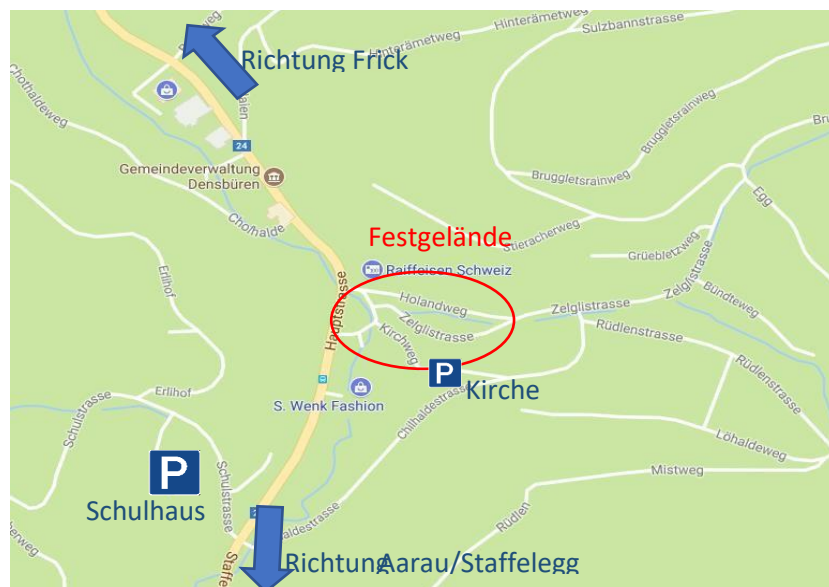 Hinterämetweg
Sulzbannstrasse
Hinterämetweg
Richtung Frick
Chothaldeweg
24
Gemeindeverwaltung
Densbüren
Chofhalde
Bruggletsrainweg
Bruggletsrainweg
Egg
Festgelände
Stieracherweg
Grüebletzweg
Raiffeisen Schweiz
Holandweg
Zelglistrasse
Zelglistrasse
Zelglistrasse
Bündteweg
Hauptstrasse
Kirchweg
Rüdlenstrasse
Rüdlenstrasse
Erlihof
P
Kirche
Erlihof
S. Wenk Fashion
Chilhaldestrasse
Schulstrasse
Löhaldeweg
P
Mistweg
Schulhaus
Schulstrasse
Rüdlen
Richtung Aarau/Staffelegg